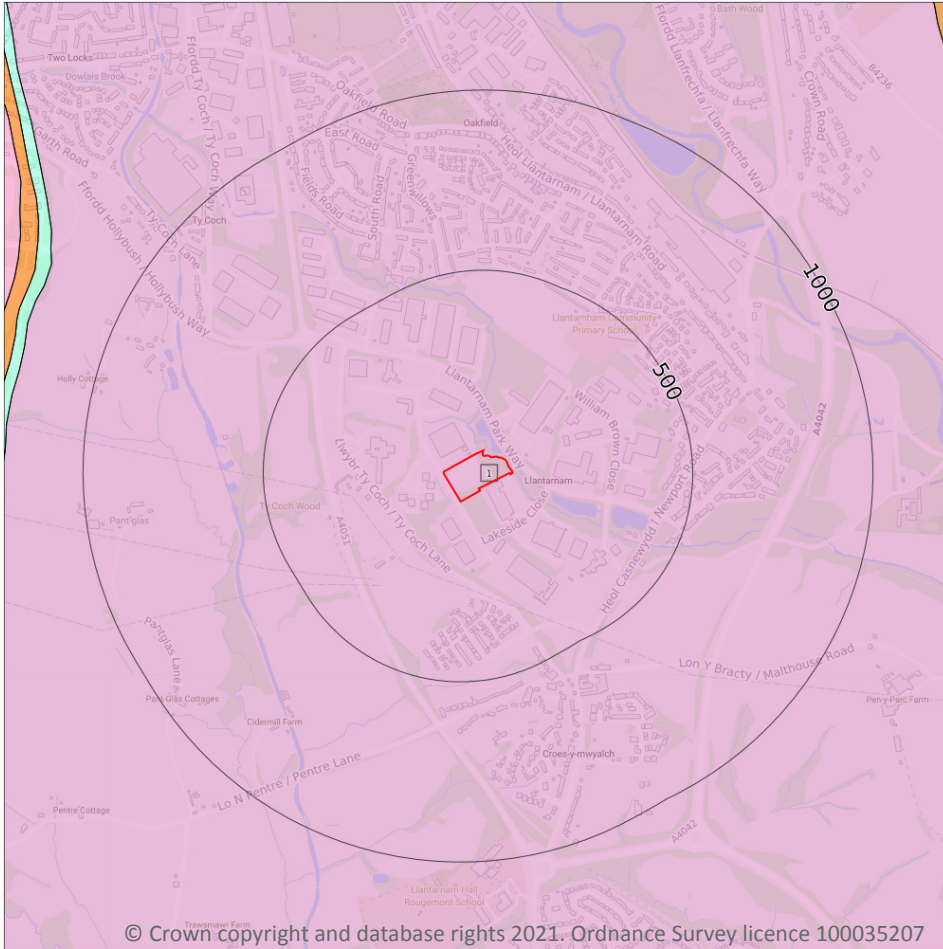 Bath Wood
Two Locks
Dowlais Brook
Ffordd Ty Coch / Ty Coch Way
Ffordd Llanfrechfa / Llanfrechfa Way
Crown Road
B4236
Garth Road
Oakfield Road
Oakfield
East Road
Heol Llantarnam / Llantarnam Road
Greenwillows
Fields Road
South Road
Ty Coch
Ty-Coch Lane
Ffordd Hollybush / Hollybush Way
1000
Llantarnham Community
Primary School
500
Holly Cottage
Llantarnam Park Way
William Brown Close
A4042
Llwybr Ty Coch / Ty Coch Lane
1
Llantarnam
Ty Coch Wood
Pant-glas
A4051
Lakeside Close
Heol Casnewydd / Newport Road
Pantglas Lane
Lon Y Bracty / Malthouse Road
Pant-Glas Cottages
Pen-y-Parc Farm
Cidermill Farm
Croes-y-mwyalch
Lo N Pentre / Pentre Lane
Pentre Cottage
A4042
Llantarnam Hall
Rougemont School
Trewsmawr Farm
© Crown copyright and database rights 2021. Ordnance Survey licence 100035207